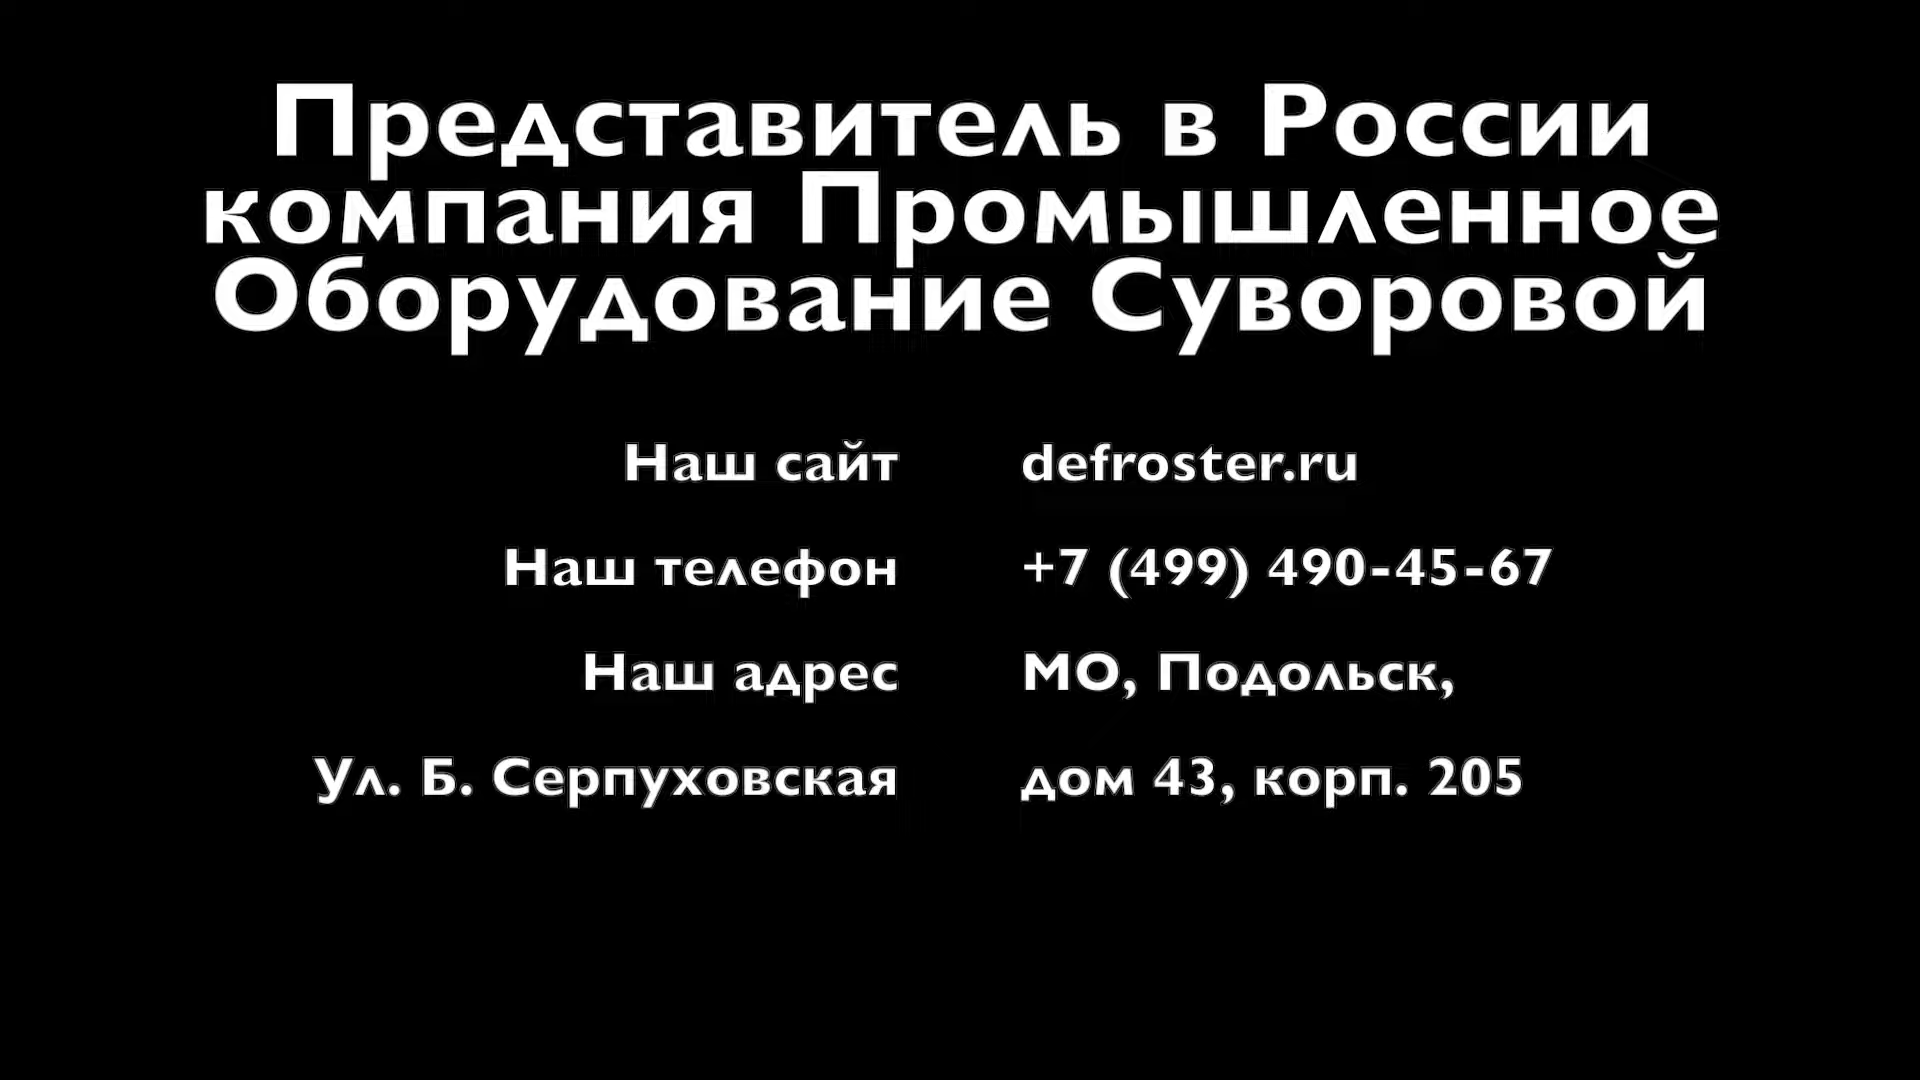 Представитель в России
компания Промышленное
Оборудование Суворовой
Наш сайт defroster.ru
Наш телефон +7 (499) 490-45-67
Наш адрес МО, Подольск,
Ул. Б. Серпуховская дом 43, корп. 205